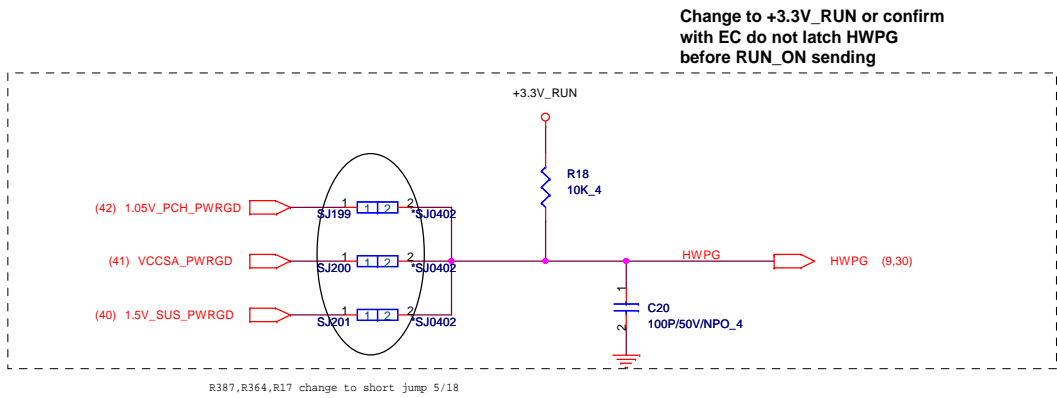 Change to +3.3V_RUN or confirm
with EC do not latch HWPG
before RUN_ON sending
+3.3V_RUN
R18
10K_4
(42) 1.05V_PCH_PWRGD
1
1 2
2
SJ199
*SJ0402
(41) VCCSA_PWRGD
1
1 2
2
SJ200
*SJ0402
HWPG
HWPG (9,30)
(40) 1.5V_SUS_PWRGD
1
1 2
2
SJ201
*SJ0402
1
2
C20
100P/50V/NPO_4
R387,R364,R17 change to short jump 5/18